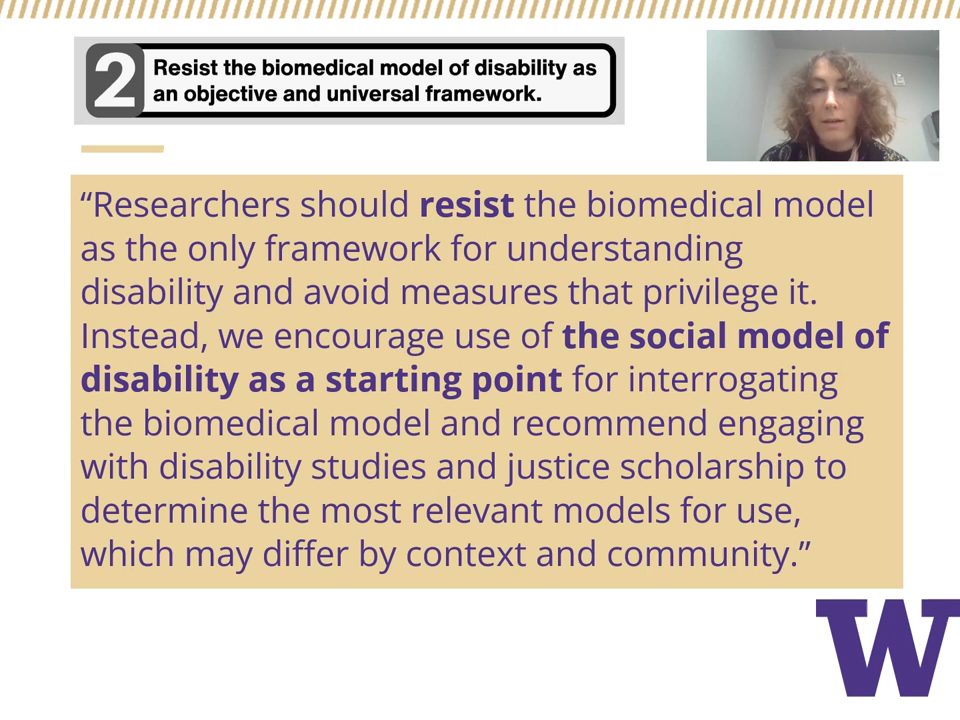 2
Resist the biomedical model of disability as
an objective and universal framework.
“Researchers should resist the biomedical model
as the only framework for understanding
disability and avoid measures that privilege it.
Instead, we encourage use of the social model of
disability as a starting point for interrogating
the biomedical model and recommend engaging
with disability studies and justice scholarship to
determine the most relevant models for use,
which may differ by context and community.”
W